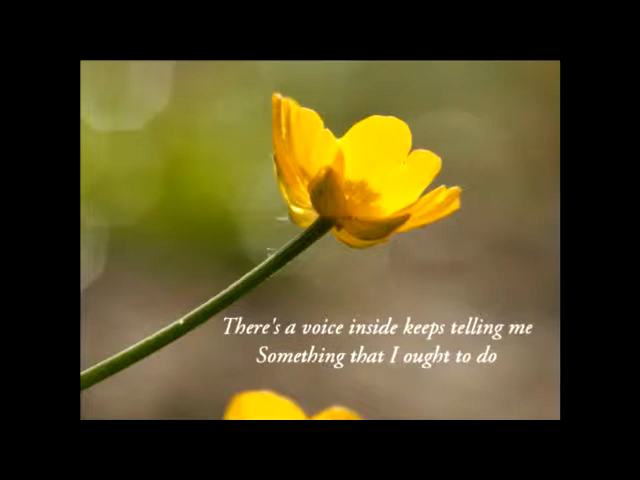 There's a voice inside keeps telling me
Something that I ought to do